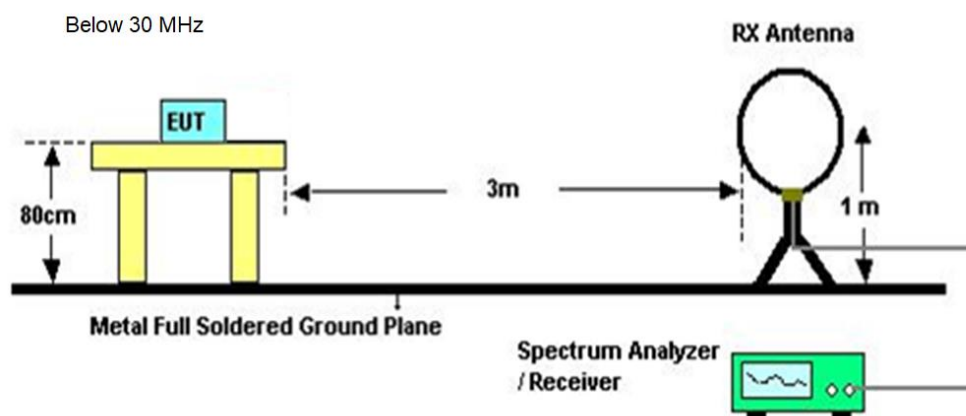 Below 30 MHz
RX Antenna
EUT
80cm
3m
1 m
Metal Full Soldered Ground Plane
Spectrum Analyzer
/ Receiver